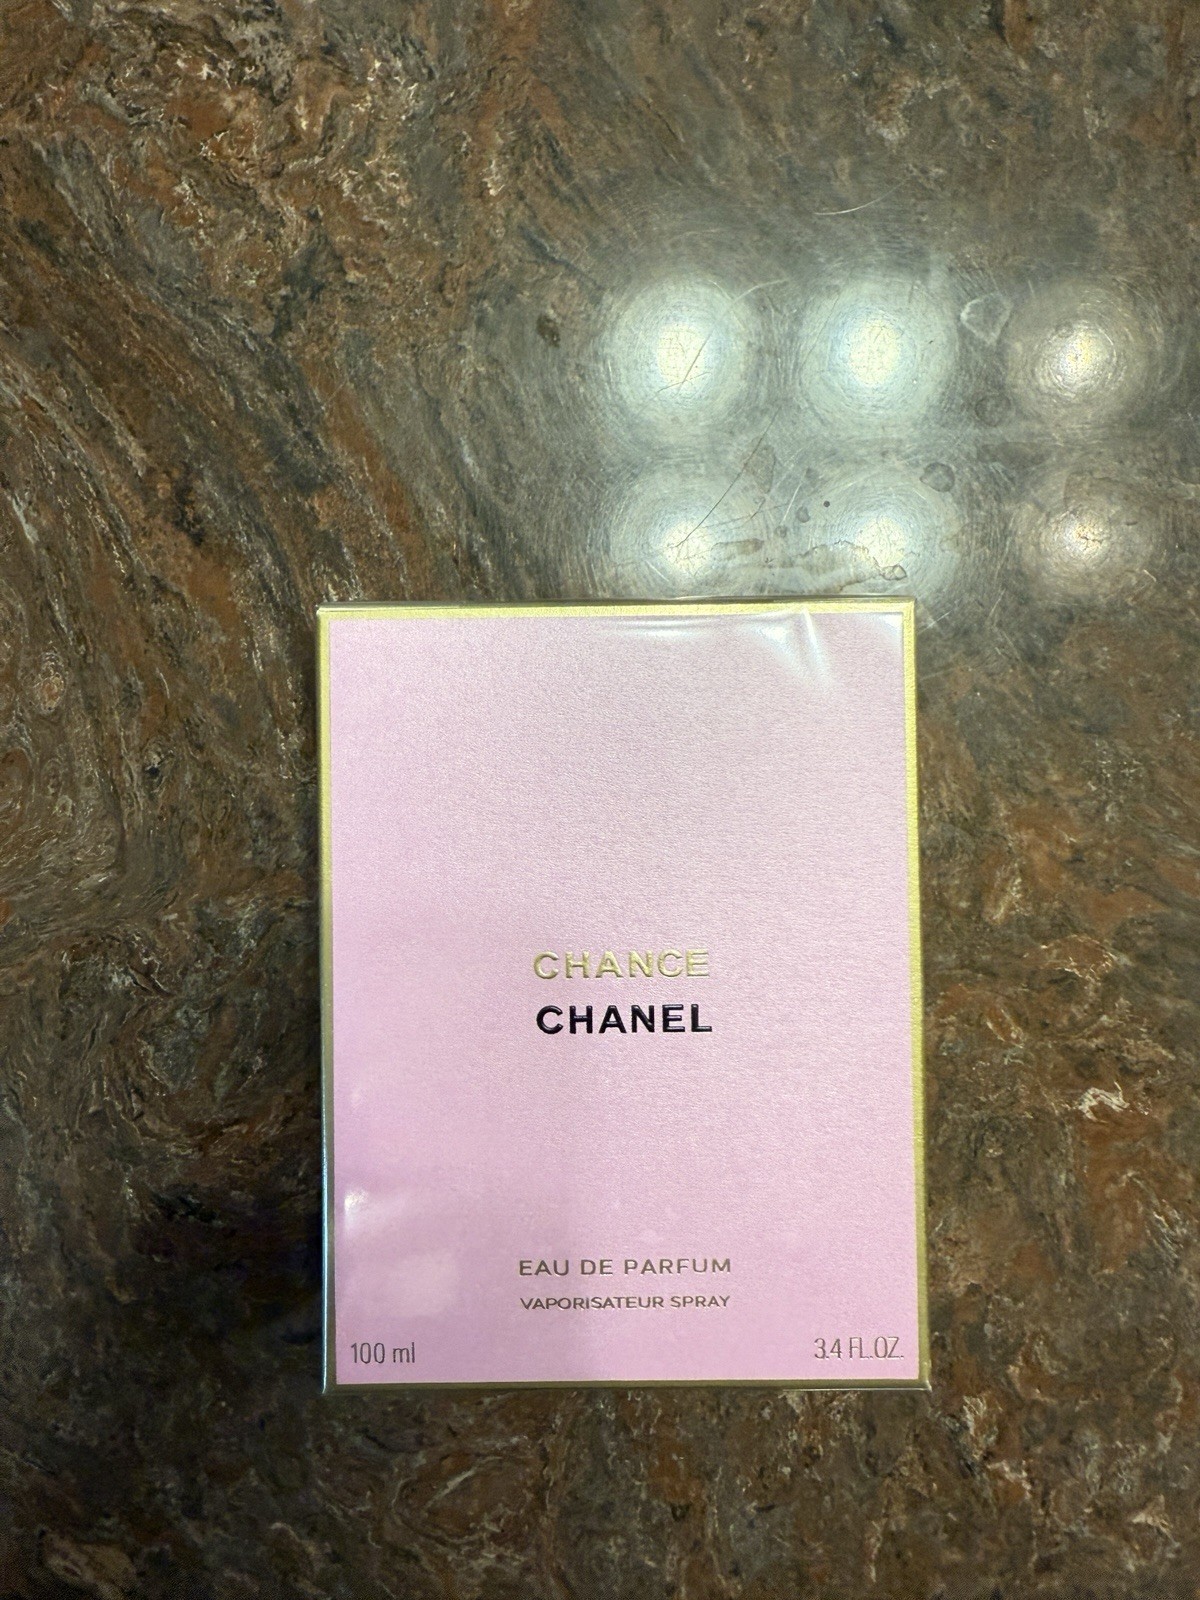 CHANCE
CHANEL
EAU DE PARFUM
VAPORISATEUR SPRAY
100 ml 3.4 FL.OZ.